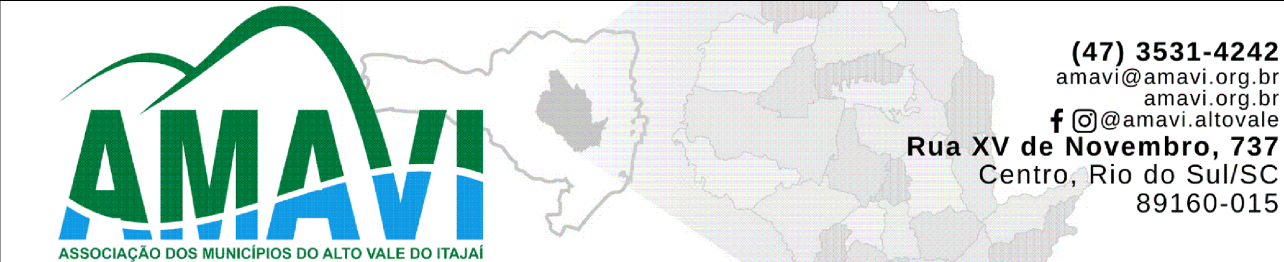 AMAVI
ASSOCIAÇÃO DOS MUNICÍPIOS DO ALTO VALE DO ITAJAÍ
(47) 3531-4242
amavi@amavi.org.br
amavi.org.br
@amavi.altovale
Rua XV de Novembro, 737
Centro, Rio do Sul/SC
89160-015